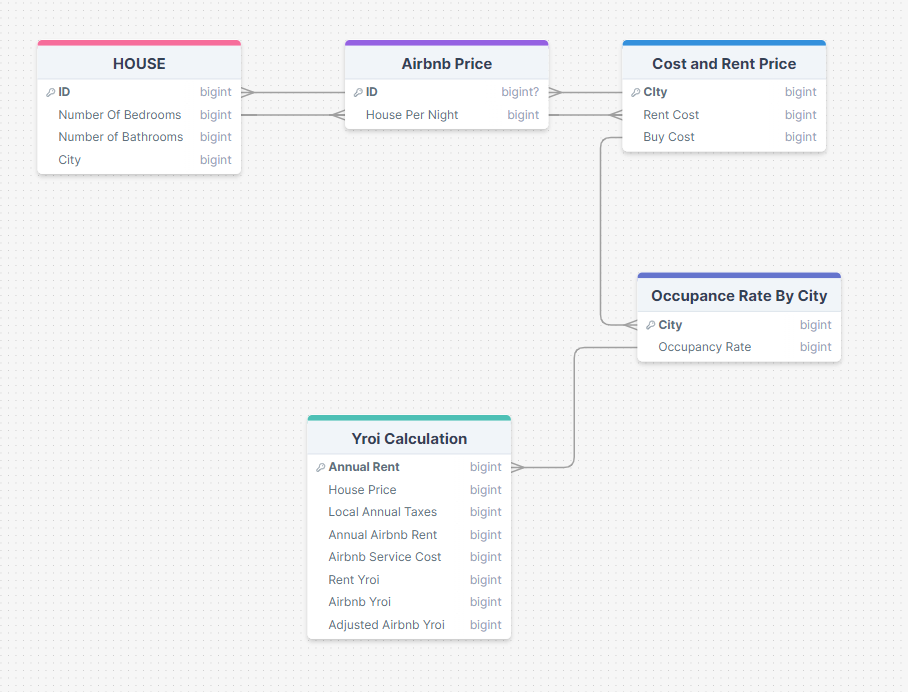 HOUSE
ID bigint
Number Of Bedrooms bigint
Number of Bathrooms bigint
City bigint
Airbnb Price
ID bigint?
House Per Night bigint
Cost and Rent Price
CIty bigint
Rent Cost bigint
Buy Cost bigint
Occupance Rate By City
City bigint
Occupancy Rate bigint
Yroi Calculation
Annual Rent bigint
House Price bigint
Local Annual Taxes bigint
Annual Airbnb Rent bigint
Airbnb Service Cost bigint
Rent Yroi bigint
Airbnb Yroi bigint
Adjusted Airbnb Yroi bigint